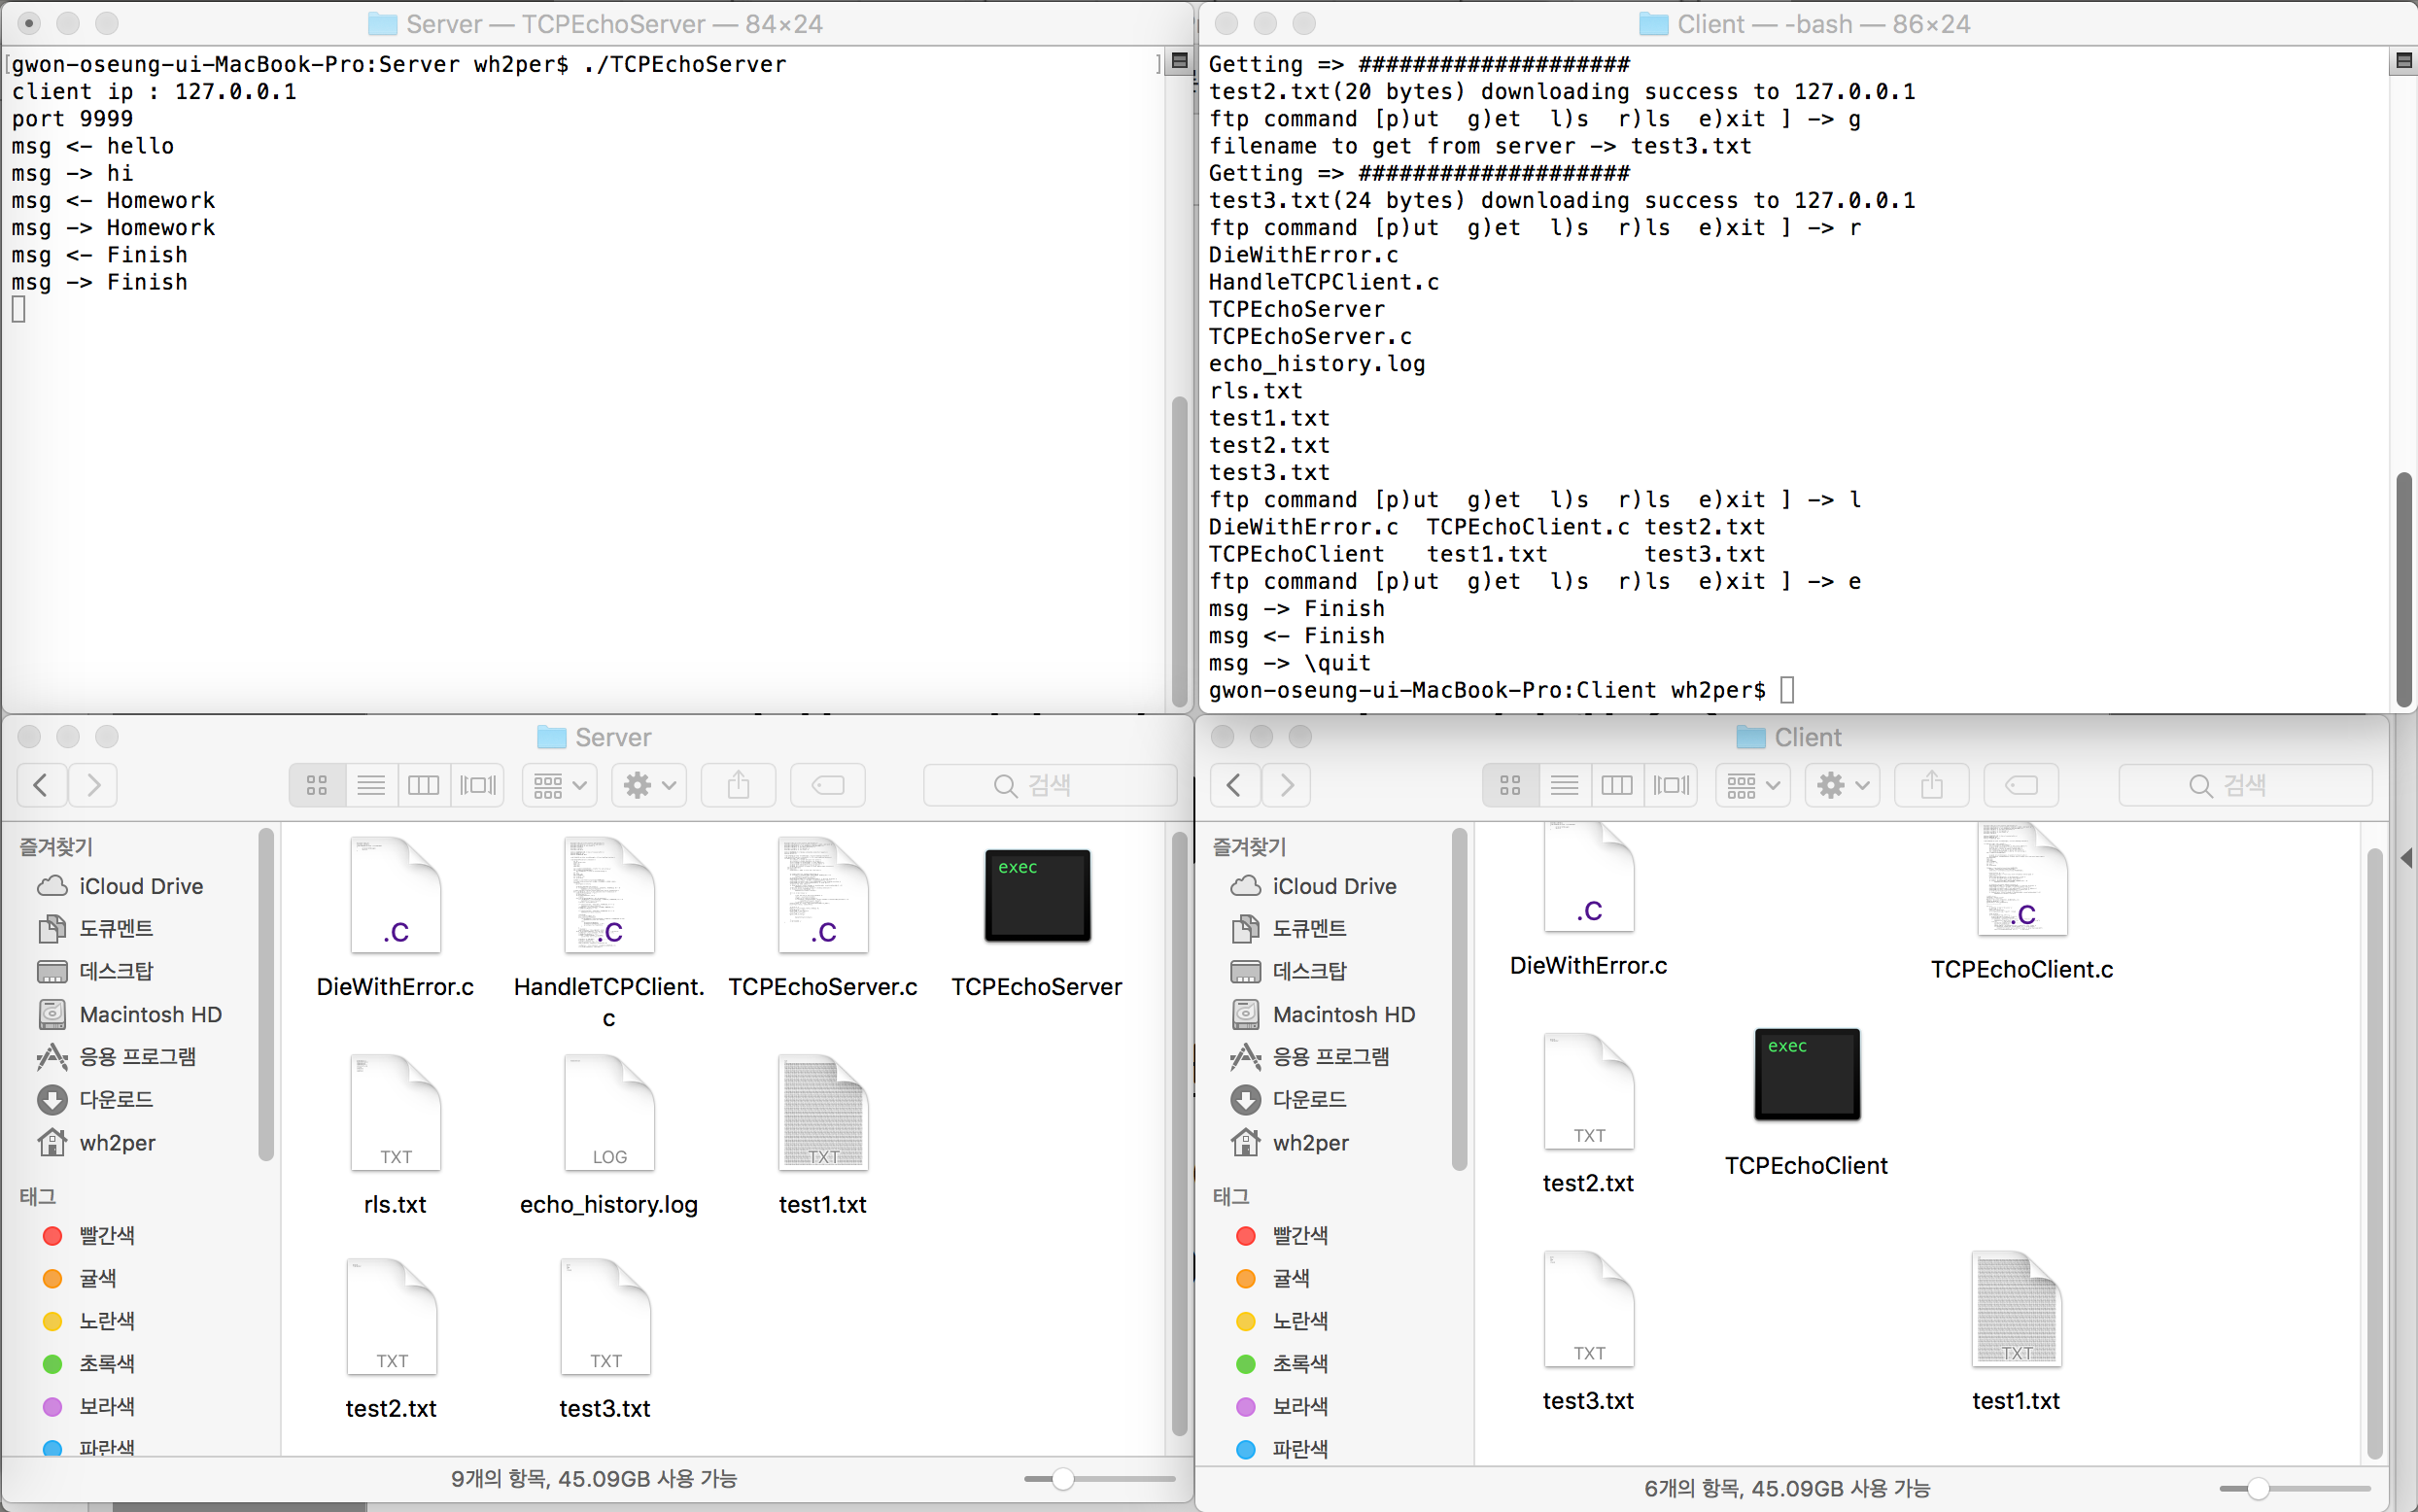 Server — TCPEchoServer — 84×24
[gwon-oseung-ui-MacBook-Pro:Server wh2per$ ./TCPEchoServer ]
client ip : 127.0.0.1
port 9999
msg <- hello
msg -> hi
msg <- Homework
msg -> Homework
msg <- Finish
msg -> Finish
Client — -bash — 86×24
Getting => ####################
test2.txt(20 bytes) downloading success to 127.0.0.1
ftp command [p)ut  g)et  l)s  r)ls  e)xit ] -> g
filename to get from server -> test3.txt
Getting => ####################
test3.txt(24 bytes) downloading success to 127.0.0.1
ftp command [p)ut  g)et  l)s  r)ls  e)xit ] -> r
DieWithError.c
HandleTCPClient.c
TCPEchoServer
TCPEchoServer.c
echo_history.log
rls.txt
test1.txt
test2.txt
test3.txt
ftp command [p)ut  g)et  l)s  r)ls  e)xit ] -> l
DieWithError.c  TCPEchoClient.c test2.txt
TCPEchoClient   test1.txt       test3.txt
ftp command [p)ut  g)et  l)s  r)ls  e)xit ] -> e
msg -> Finish
msg <- Finish
msg -> \quit
gwon-oseung-ui-MacBook-Pro:Client wh2per$
Server
검색
즐겨찾기
iCloud Drive
도큐멘트
데스크탑
Macintosh HD
응용 프로그램
다운로드
wh2per
태그
빨간색
귤색
노란색
초록색
보라색
파란색
.C
.C
.C
exec
DieWithError.c
HandleTCPClient.
c
TCPEchoServer.c
TCPEchoServer
TXT
LOG
TXT
rls.txt
echo_history.log
test1.txt
TXT
TXT
test2.txt
test3.txt
9개의 항목, 45.09GB 사용 가능
Client
검색
즐겨찾기
iCloud Drive
도큐멘트
데스크탑
Macintosh HD
응용 프로그램
다운로드
wh2per
태그
빨간색
귤색
노란색
초록색
보라색
파란색
.C
.C
DieWithError.c
TCPEchoClient.c
TXT
exec
test2.txt
TCPEchoClient
TXT
TXT
test3.txt
test1.txt
6개의 항목, 45.09GB 사용 가능